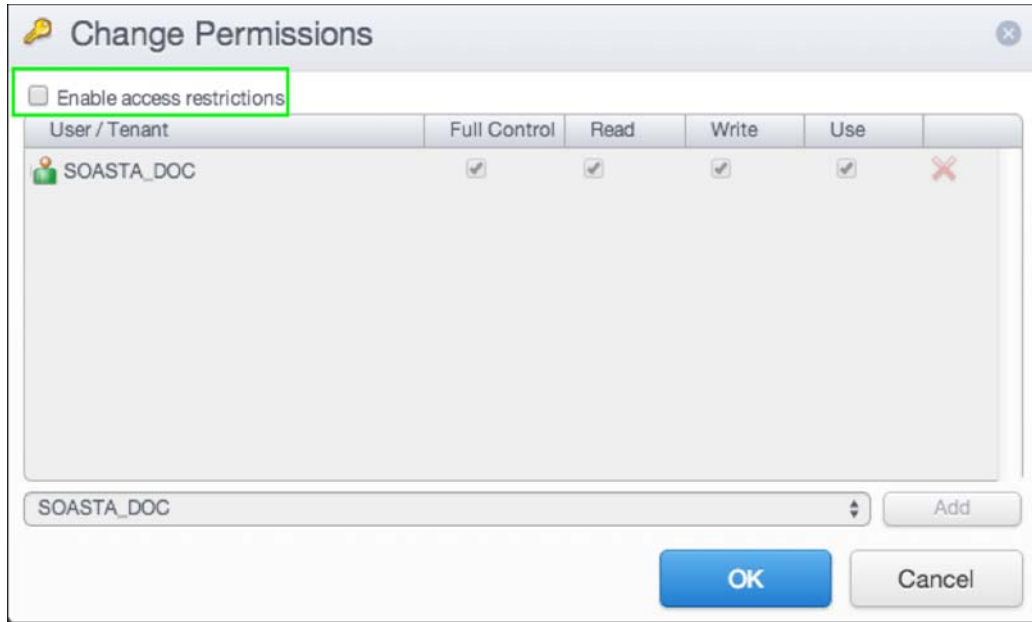 Change Permissions
Enable access restrictions
User / Tenant Full Control Read Write Use
SOASTA_DOC
SOASTA_DOC Add
OK Cancel